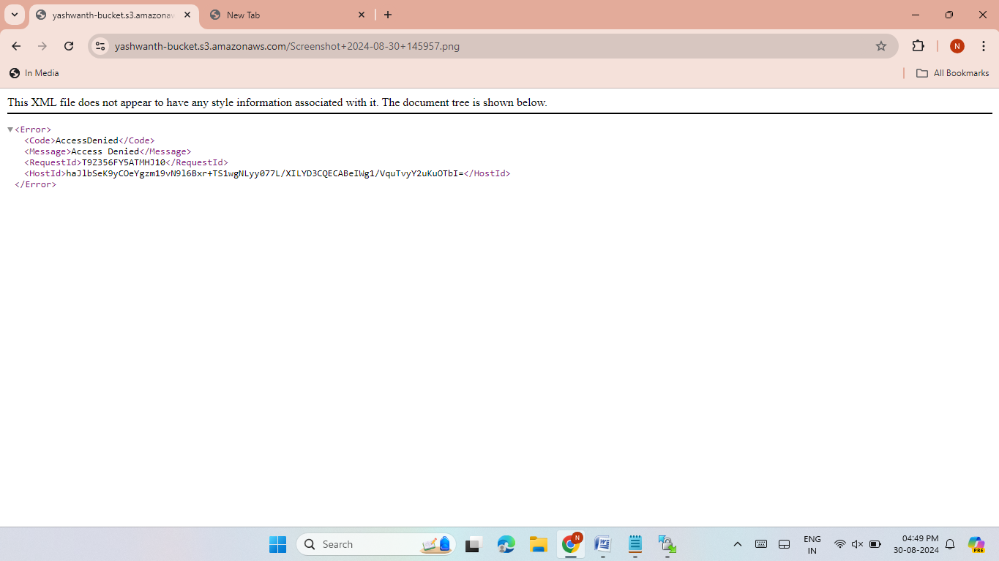 yashwanth-bucket.s3.amazonaw
New Tab
yashwanth-bucket.s3.amazonaws.com/Screenshot+2024-08-30+145957.png
N
In Media
All Bookmarks
This XML file does not appear to have any style information associated with it. The document tree is shown below.
<Error>
<Code>AccessDenied</Code>
<Message>Access Denied</Message>
<RequestId>T9Z356FY5ATMHJ10</RequestId>
<HostId>haJlbSeK9yCOeYgzm19vN9l6Bxr+TS1wgNLyy077L/XILYD3CQECABeIWg1/VquTvyY2uKuOTbI=</HostId>
</Error>
Search
N
ENG
IN
04:49 PM
30-08-2024
PRE